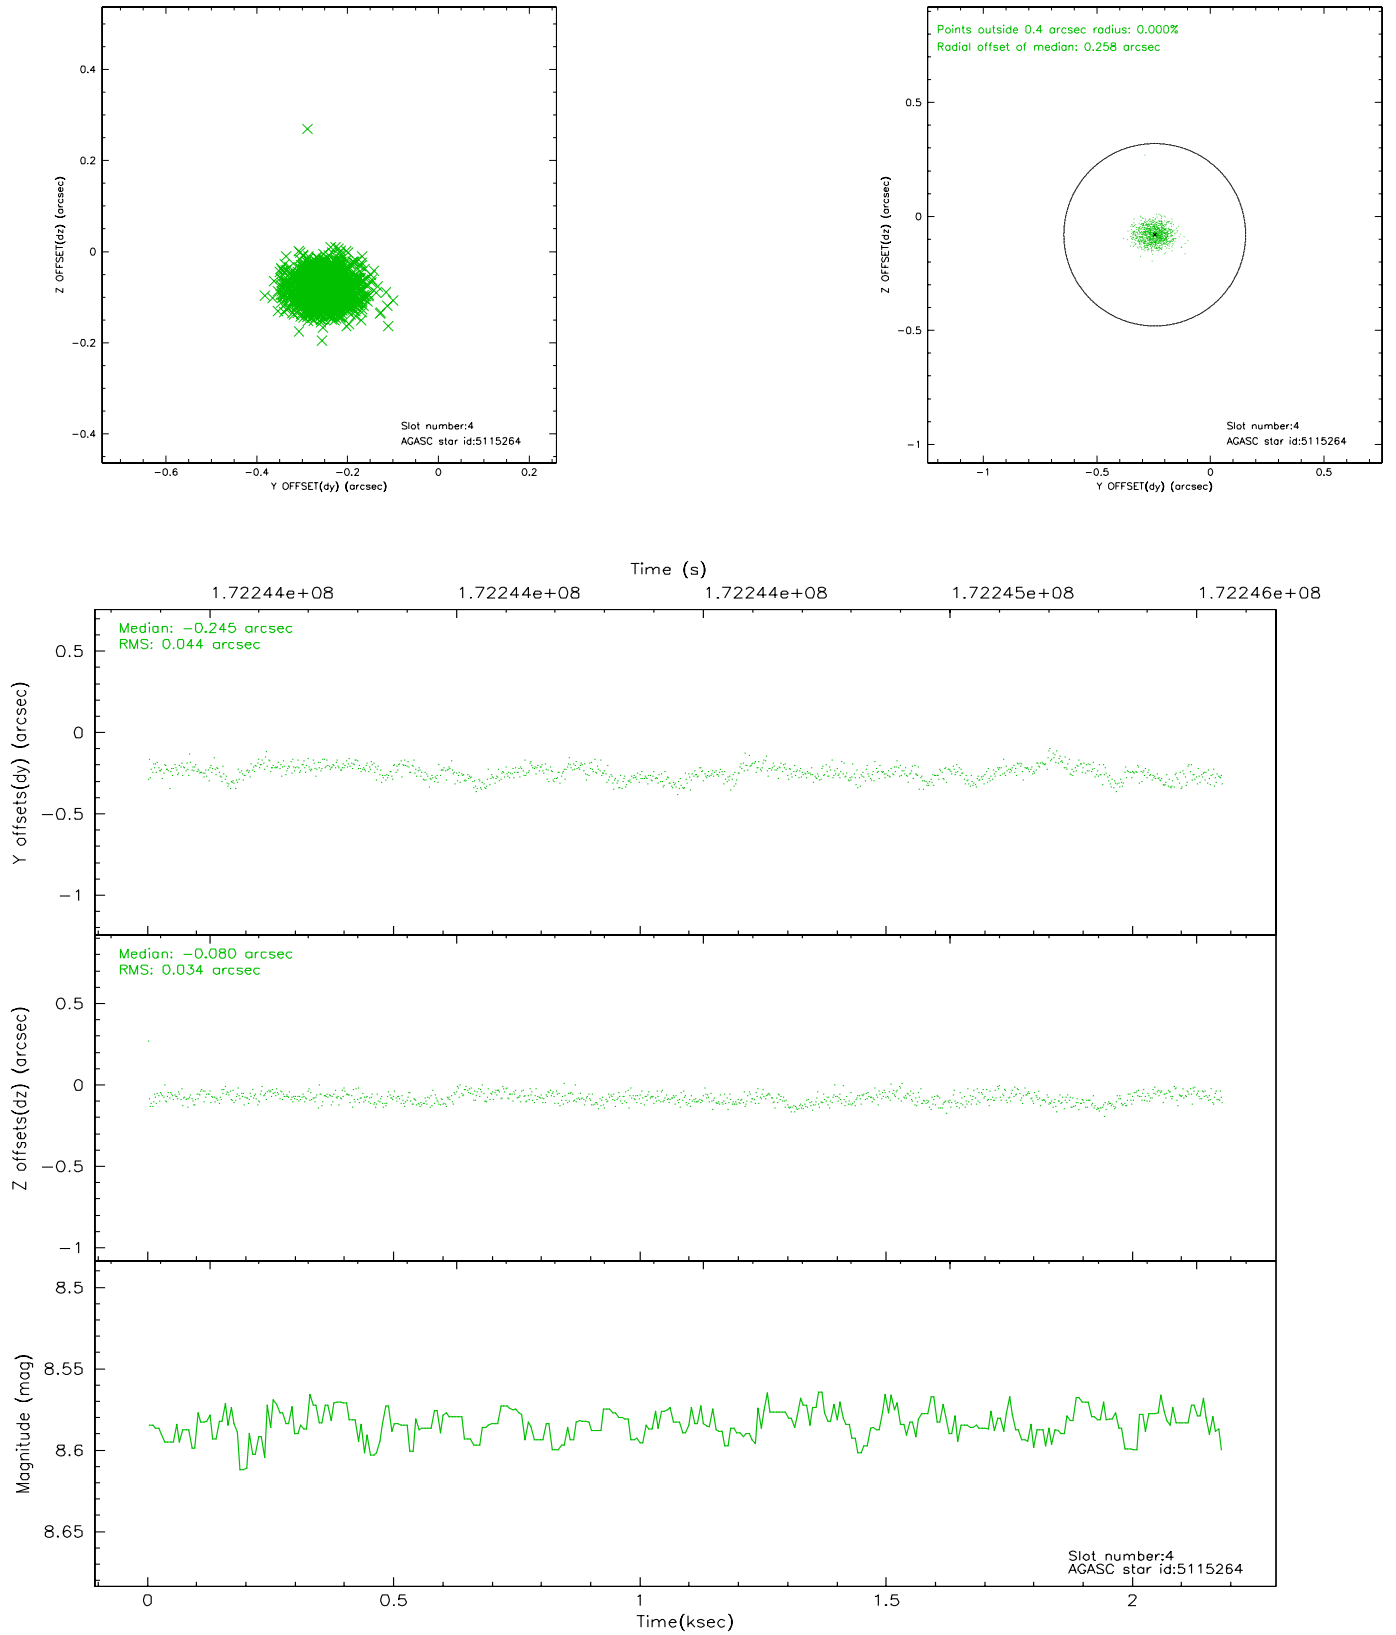 0.4
0.2
0
−0.2
−0.4
Z OFFSET(dz) (arcsec)
Slot number:4
AGASC star id:5115264
−0.6 −0.4 −0.2 0 0.2
Y OFFSET(dy) (arcsec)
Points outside 0.4 arcsec radius: 0.000%
Radial offset of median: 0.258 arcsec
0.5
0
−0.5
−1
Z OFFSET(dz) (arcsec)
Slot number:4
AGASC star id:5115264
−1 −0.5 0 0.5
Y OFFSET(dy) (arcsec)
Time (s)
1.72244e+08 1.72244e+08 1.72244e+08 1.72245e+08 1.72246e+08
Median: −0.245 arcsec
RMS: 0.044 arcsec
0.5
0
−0.5
−1
Y offsets(dy) (arcsec)
Median: −0.080 arcsec
RMS: 0.034 arcsec
0.5
0
−0.5
−1
Z offsets(dz) (arcsec)
8.5
8.55
8.6
8.65
Magnitude (mag)
Slot number:4
AGASC star id:5115264
0 0.5 1 1.5 2
Time(ksec)